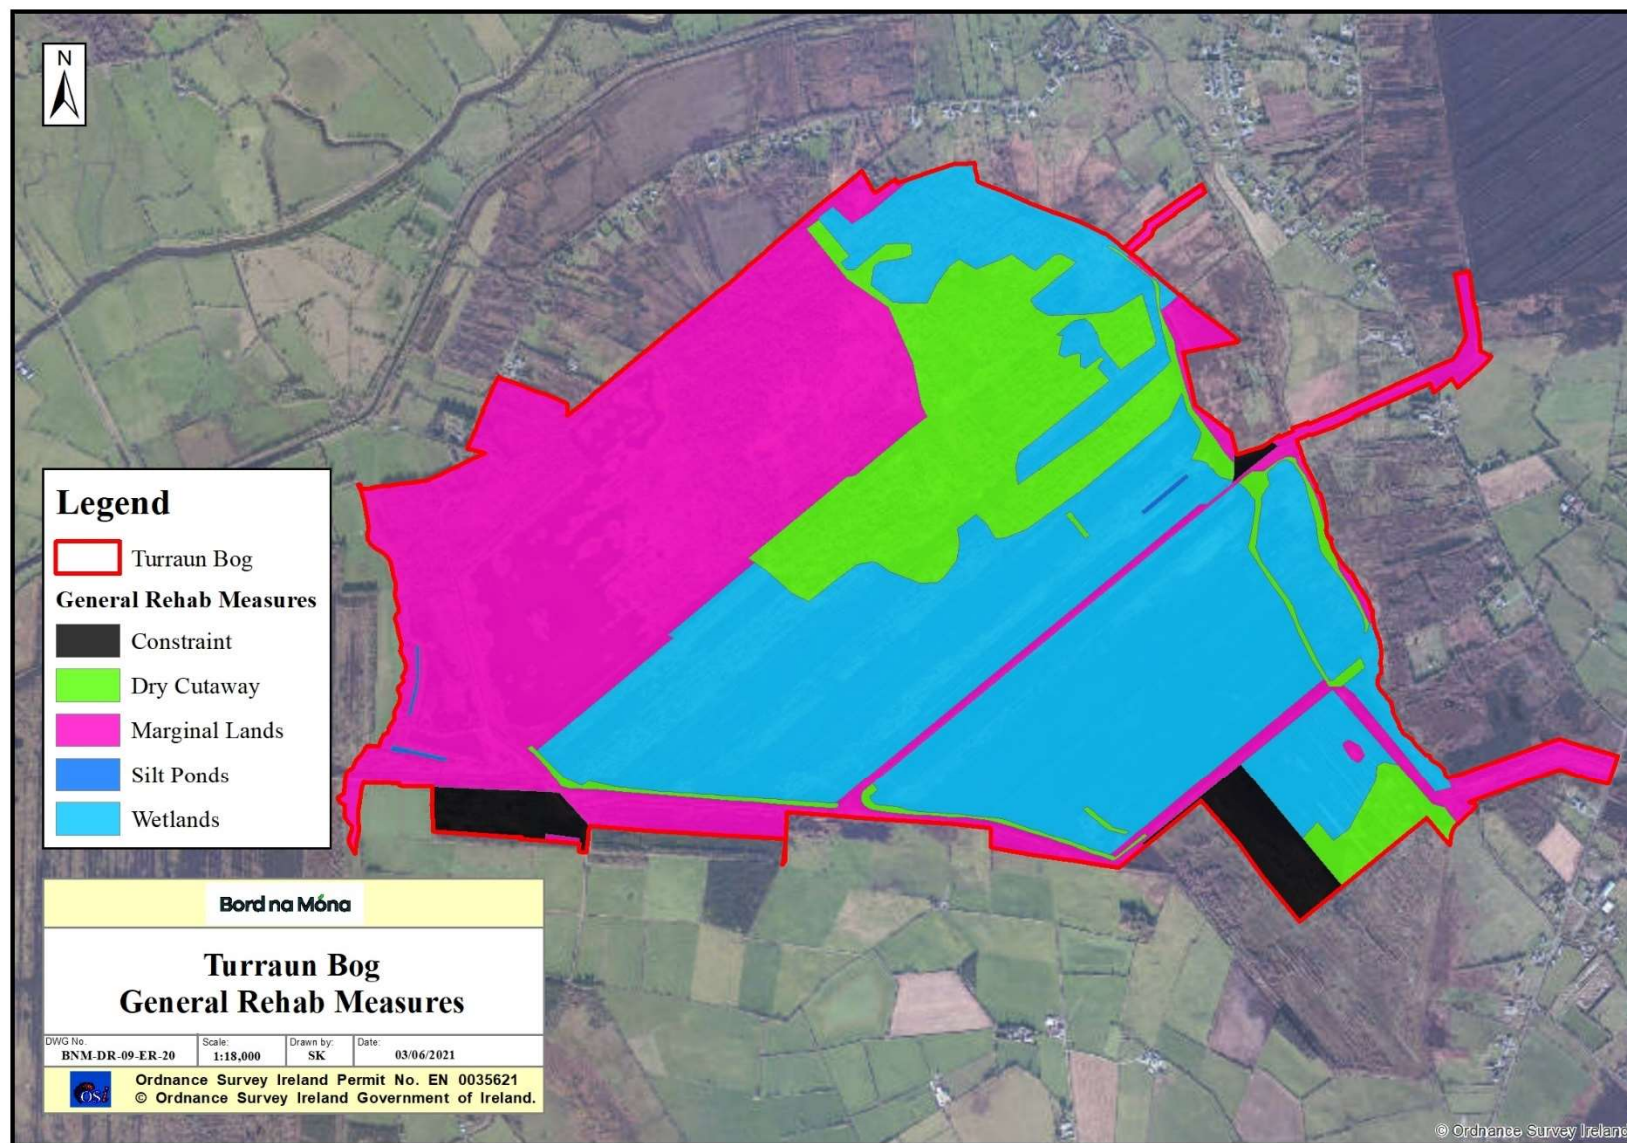 N
Legend
Turraun Bog
General Rehab Measures
Constraint
Dry Cutaway
Marginal Lands
Silt Ponds
Wetlands
Bord na Móna
Turraun Bog
General Rehab Measures
DWG No. Scale: Drawn by: Date:
BNM-DR-09-ER-20 1:18,000 SK 03/06/2021
OSi
Ordnance Survey Ireland Permit No. EN 0035621
© Ordnance Survey Ireland Government of Ireland.
© Ordnance Survey Ireland